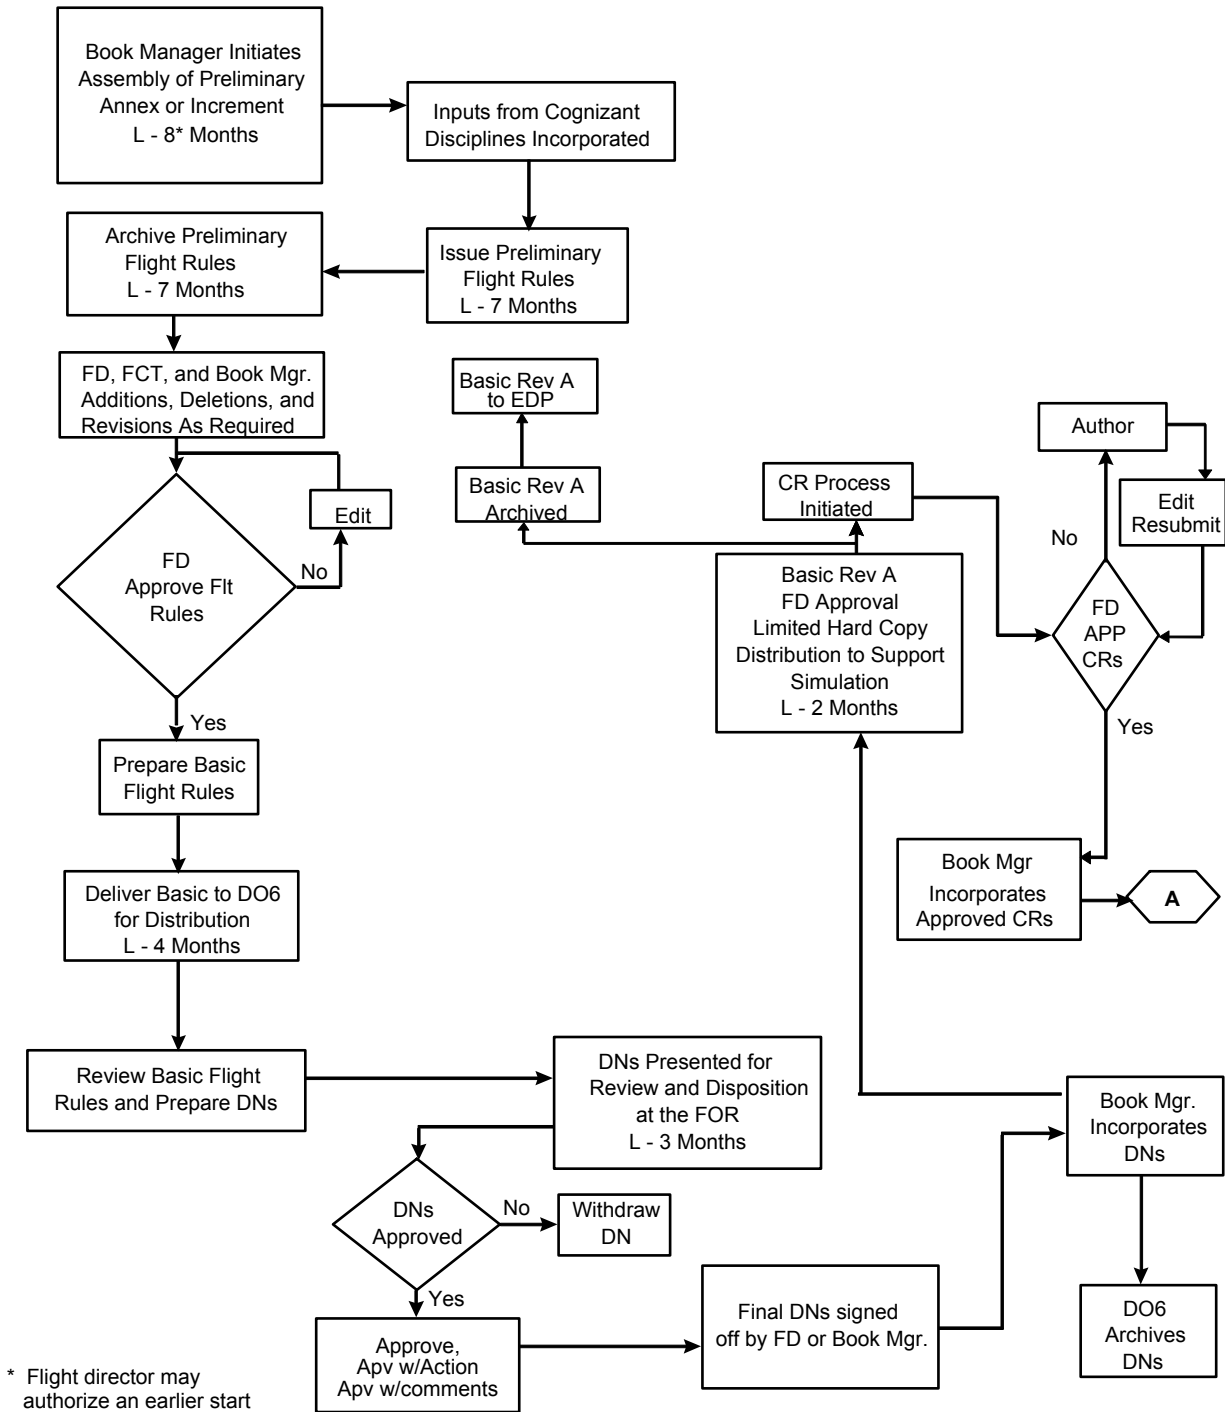 Book Manager Initiates
Assembly of Preliminary
Annex or Increment
L - 8* Months
Inputs from Cognizant
Disciplines Incorporated
Issue Preliminary
Flight Rules
L - 7 Months
Archive Preliminary
Flight Rules
L - 7 Months
FD, FCT, and Book Mgr.
Additions, Deletions, and
Revisions As Required
Edit
FD
Approve Flt
Rules
No
Yes
Prepare Basic
Flight Rules
Deliver Basic to DO6
for Distribution
L - 4 Months
Review Basic Flight
Rules and Prepare DNs
DNs Presented for
Review and Disposition
at the FOR
L - 3 Months
DNs
Approved
No
Withdraw
DN
Yes
Approve,
Apv w/Action
Apv w/comments
Final DNs signed
off by FD or Book Mgr.
Book Mgr.
Incorporates
DNs
DO6
Archives
DNs
Basic Rev A
FD Approval
Limited Hard Copy
Distribution to Support
Simulation
L - 2 Months
Basic Rev A
Archived
Basic Rev A
to EDP
CR Process
Initiated
FD
APP
CRs
No
Author
Edit
Resubmit
Yes
Book Mgr
Incorporates
Approved CRs
A
* Flight director may
authorize an earlier start